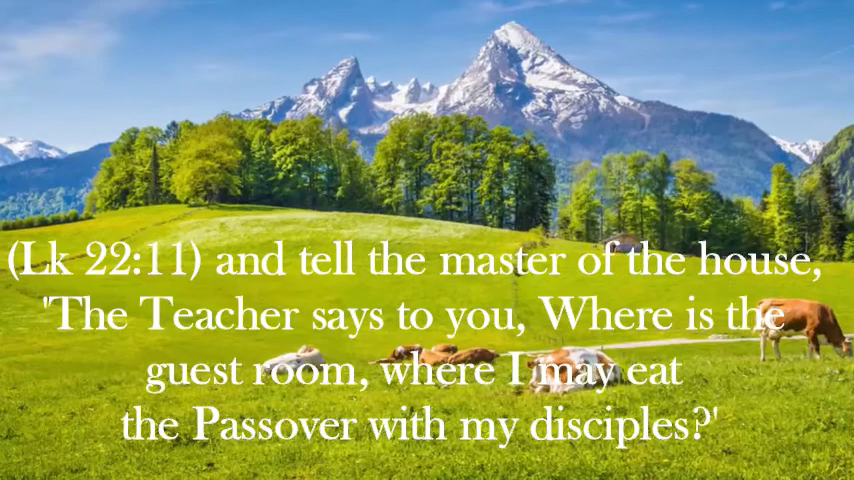 (Lk 22:11) and tell the master of the house,
'The Teacher says to you, Where is the
guest room, where I may eat
the Passover with my disciples?'